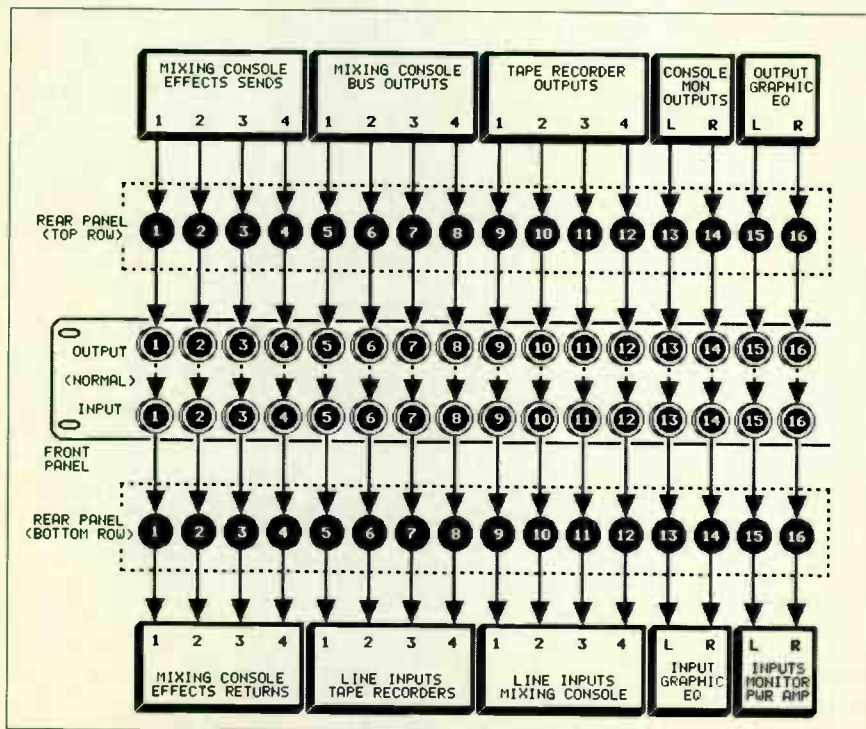 MIXING CONSOLE
EFFECTS SENDS
1 2 3 4
MIXING CONSOLE
BUS OUTPUTS
1 2 3 4
TAPE RECORDER
OUTPUTS
1 2 3 4
CONSOLE
MON
OUTPUTS
L R
OUTPUT
GRAPHIC
EQ
L R
REAR PANEL
(TOP ROW)
1 2 3 4 5 6 7 8 9 10 11 12 13 14 15 16
OUTPUT
1 2 3 4 5 6 7 8 9 10 11 12 13 14 15 16
(NORMAL)
INPUT
1 2 3 4 5 6 7 8 9 10 11 12 13 14 15 16
FRONT
PANEL
REAR PANEL
(BOTTOM ROW)
1 2 3 4 5 6 7 8 9 10 11 12 13 14 15 16
1 2 3 4
MIXING CONSOLE
EFFECTS RETURNS
1 2 3 4
LINE INPUTS
TAPE RECORDERS
1 2 3 4
LINE INPUTS
MIXING CONSOLE
L R
INPUT
GRAPHIC
EQ
L R
INPUTS
MONITOR
PWR AMP